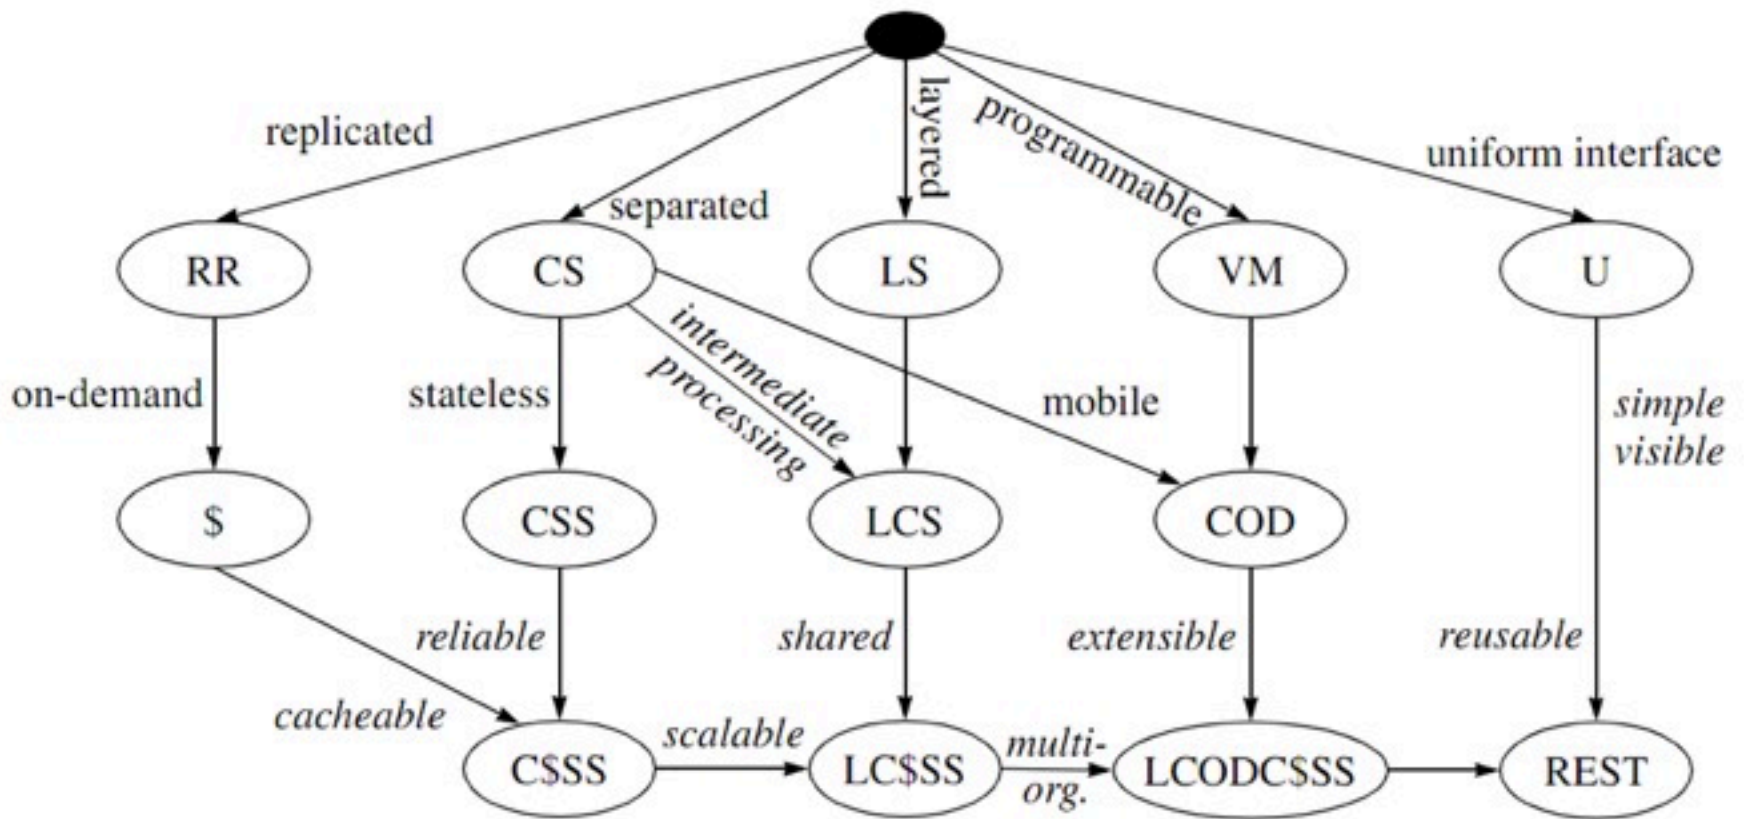 layered
programmable
replicated
uniform interface
separated
RR
CS
LS
VM
U
intermediate
processing
on-demand
stateless
mobile
simple
visible
$
CSS
LCS
COD
reliable
shared
extensible
reusable
cacheable
scalable
multi-
org.
C$SS
LC$SS
LCODC$SS
REST